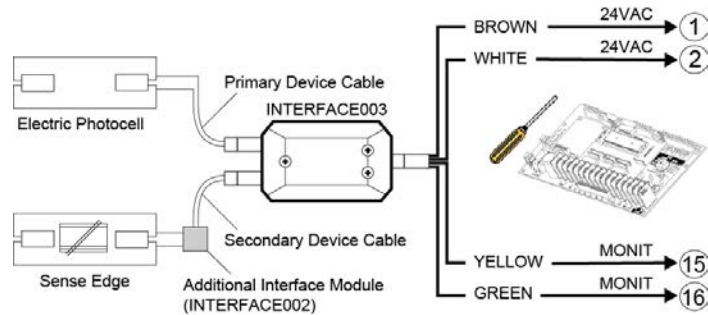 BROWN 24VAC 1
WHITE 24VAC 2
Primary Device Cable
INTERFACE003
Electric Photocell
Secondary Device Cable
Sense Edge
Additional Interface Module
(INTERFACE002)
YELLOW MONIT 15
GREEN MONIT 16